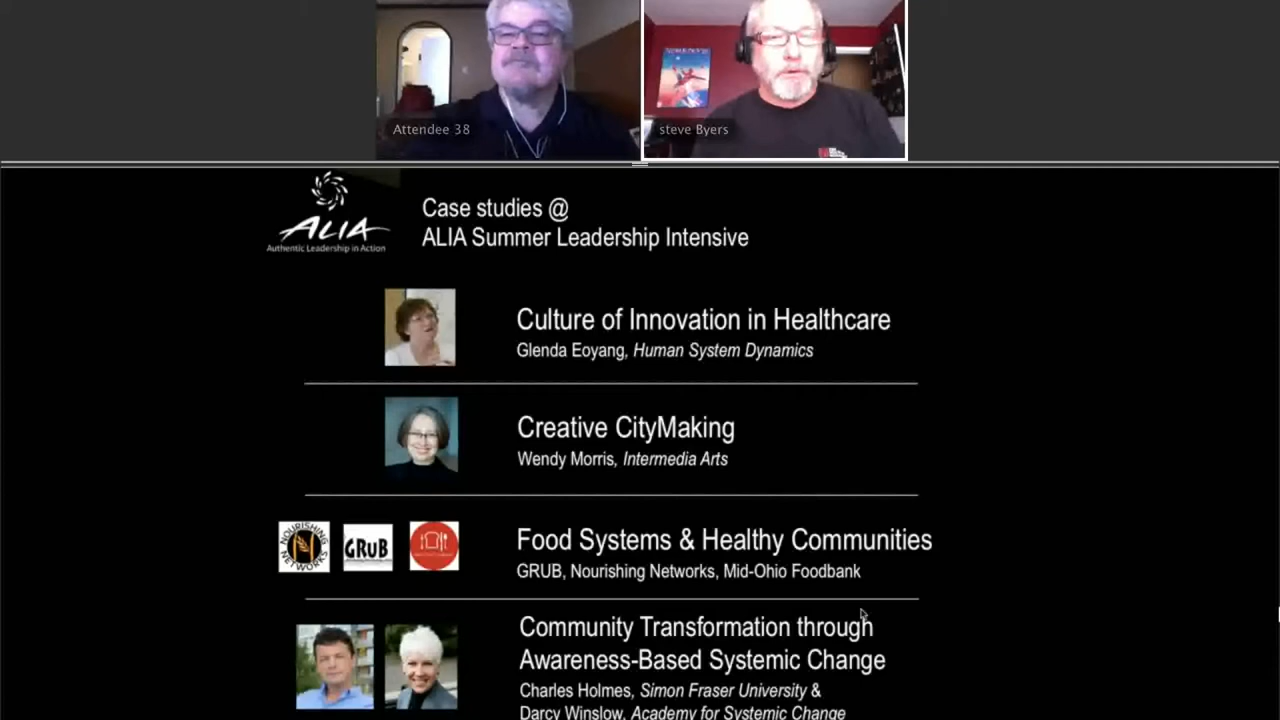 Attendee 38
steve Byers
ALIA
Authentic Leadership in Action
Case studies @
ALIA Summer Leadership Intensive
Culture of Innovation in Healthcare
Glenda Eoyang, Human System Dynamics
Creative CityMaking
Wendy Morris, Intermedia Arts
NOURISHING
NETWORKS
GRuB
Food Systems & Healthy Communities
GRUB, Nourishing Networks, Mid-Ohio Foodbank
Community Transformation through
Awareness-Based Systemic Change
Charles Holmes, Simon Fraser University &
Darcy Winslow, Academy for Systemic Change